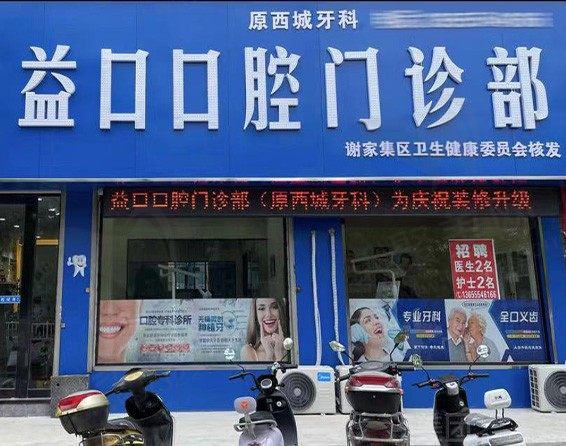 原西城牙科
益口口腔门诊部
谢家集区卫生健康委员会核发
益口口腔门诊部（原西城牙科）为庆祝装修升级
招聘
医生2名
护士2名
口腔专科诊所
种植牙
专业牙科
全口义齿